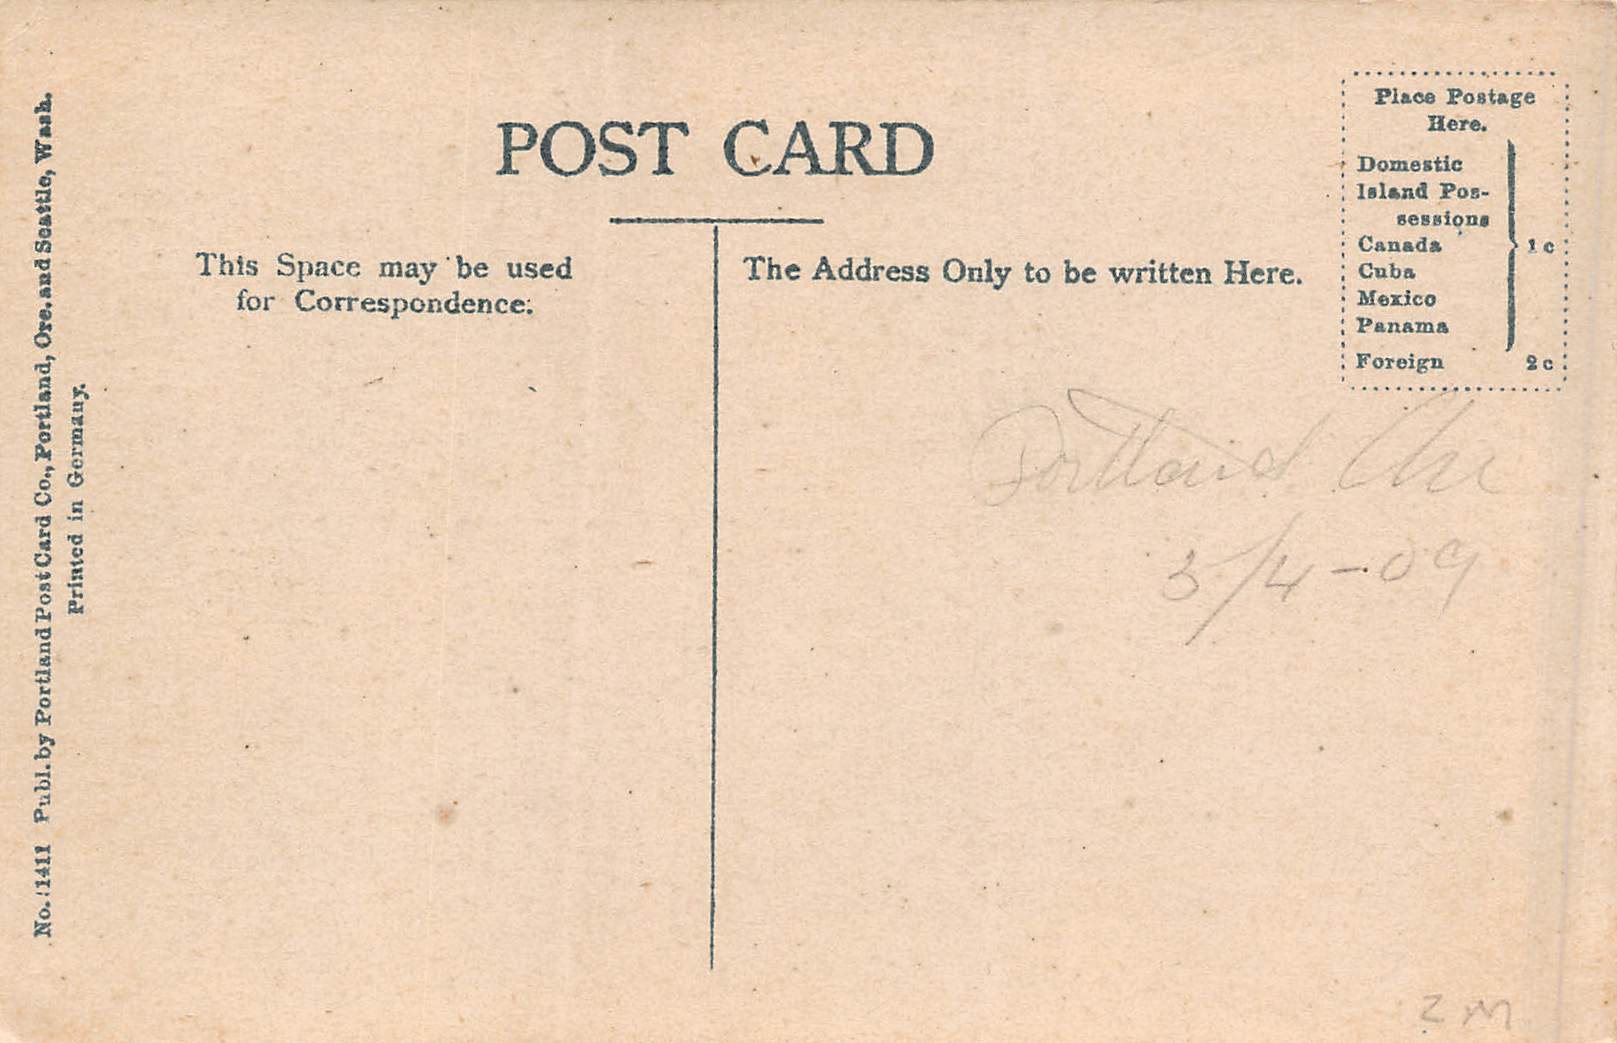 POST CARD
This Space may be used
for Correspondence.
The Address Only to be written Here.
Place Postage
Here.
Domestic
Island Pos-
sessions
Canada
Cuba
Mexico
Panama
1 c
Foreign 2 c
Portland Ore
3/4-09
No. 1411 Publ. by Portland Post Card Co., Portland, Ore. and Seattle, Wash.
Printed in Germany.
2 M